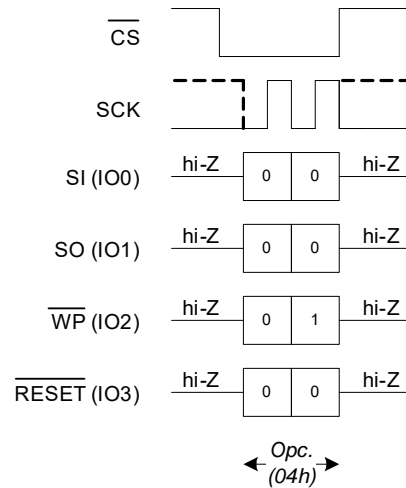 CS
SCK
hi-Z 0 0 hi-Z
SI (IO0)
hi-Z 0 0 hi-Z
SO (IO1)
hi-Z 0 1 hi-Z
WP (IO2)
hi-Z 0 0 hi-Z
RESET (IO3)
Opc.
(04h)